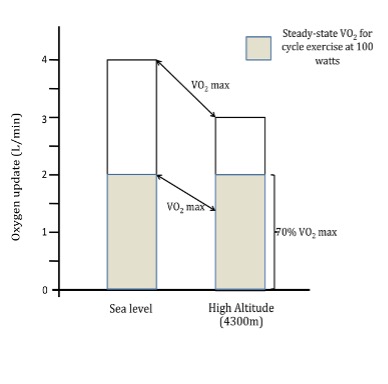 Steady-state VO₂ for
cycle exercise at 100
watts
Oxygen update (L/min)
4
3
2
1
0
VO₂ max
VO₂ max
70% VO₂ max
Sea level
High Altitude
(4300m)